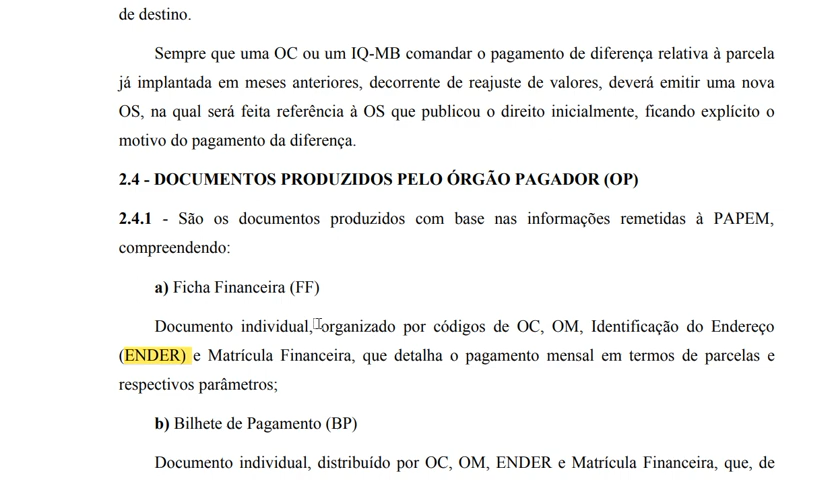 de destino.
Sempre que uma OC ou um IQ-MB comandar o pagamento de diferença relativa à parcela
já implantada em meses anteriores, decorrente de reajuste de valores, deverá emitir uma nova
OS, na qual será feita referência à OS que publicou o direito inicialmente, ficando explícito o
motivo do pagamento da diferença.
2.4 - DOCUMENTOS PRODUZIDOS PELO ÓRGÃO PAGADOR (OP)
2.4.1 - São os documentos produzidos com base nas informações remetidas à PAPEM,
compreendendo:
a) Ficha Financeira (FF)
Documento individual, organizado por códigos de OC, OM, Identificação do Endereço
(ENDER) e Matrícula Financeira, que detalha o pagamento mensal em termos de parcelas e
respectivos parâmetros;
b) Bilhete de Pagamento (BP)
Documento individual, distribuído por OC, OM, ENDER e Matrícula Financeira, que, de